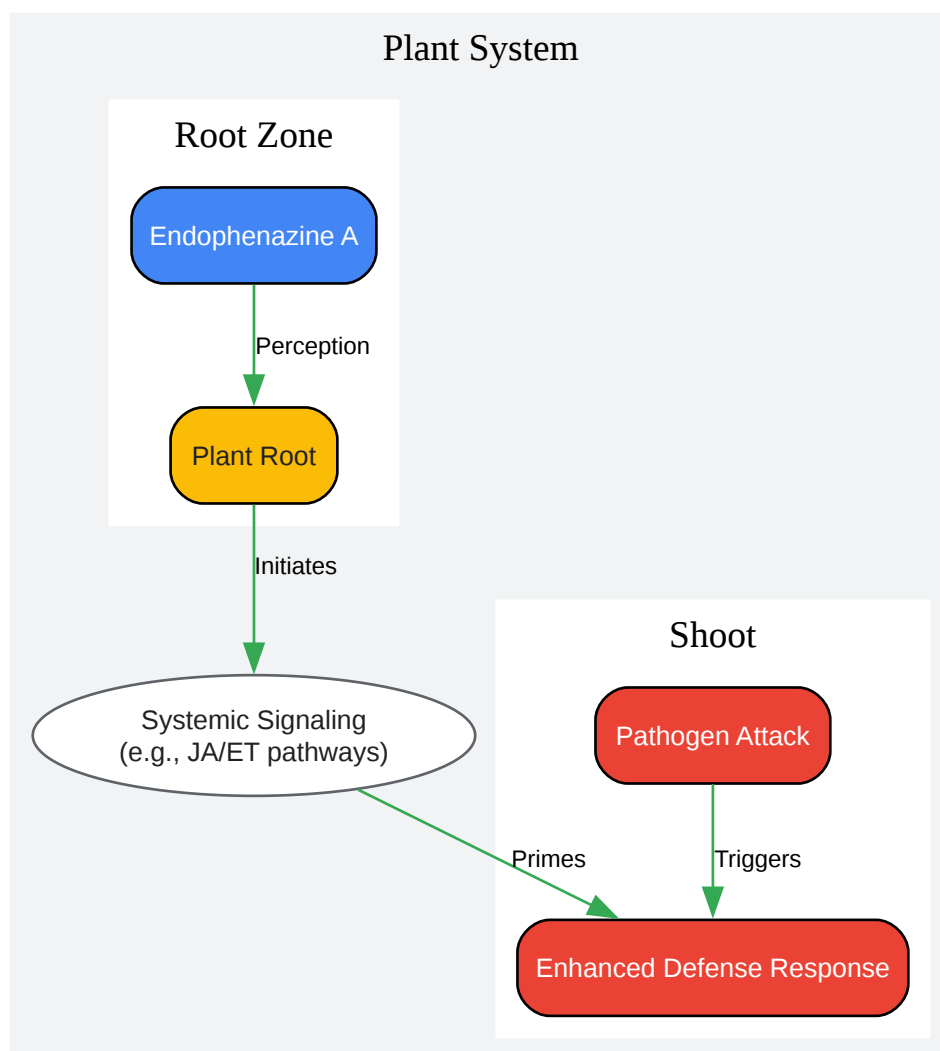 Plant System
Root Zone
Endophenazine A
Perception
Plant Root
Initiates
Systemic Signaling
(e.g., JA/ET pathways)
Shoot
Pathogen Attack
Primes
Triggers
Enhanced Defense Response